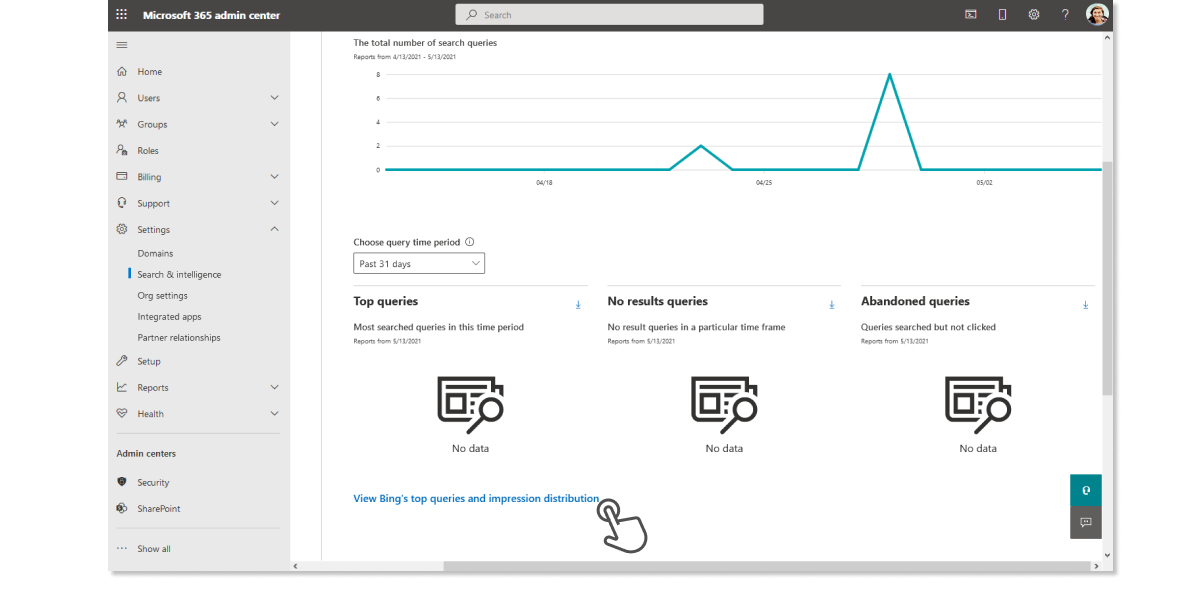 Microsoft 365 admin center
Search
Home
Users
Groups
Roles
Billing
Support
Settings
Domains
Search & intelligence
Org settings
Integrated apps
Partner relationships
Setup
Reports
Health
Admin centers
Security
SharePoint
Show all
The total number of search queries
Reports from 4/13/2021 - 5/13/2021
8
6
4
2
0
04/18 04/25 05/02
Choose query time period
Past 31 days
Top queries
Most searched queries in this time period
Reports from 5/13/2021
No data
No results queries
No result queries in a particular time frame
Reports from 5/13/2021
No data
Abandoned queries
Queries searched but not clicked
Reports from 5/13/2021
No data
View Bing's top queries and impression distribution